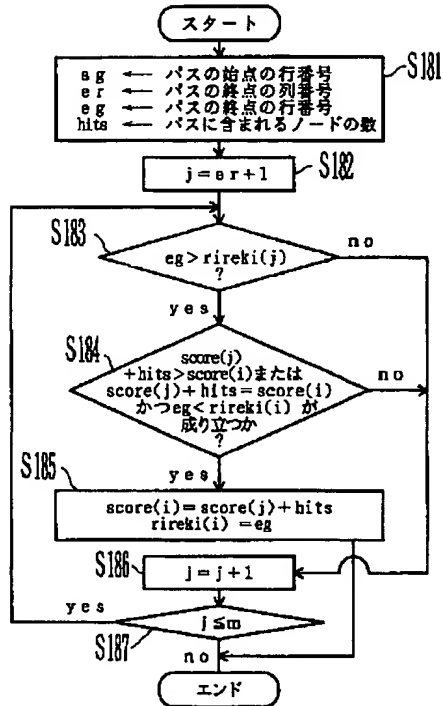 スタート
S181
sg ← パスの始点の行番号
er ← パスの終点の列番号
eg ← パスの終点の行番号
hits ← パスに含まれるノードの数
S182
j=er+1
S183
eg>rireki(j)
?
no
yes
S184
score(j)
+hits>score(i)または
score(j)+hits=score(i)
かつeg<rireki(i)が
成り立つか
?
no
yes
S185
score(i)=score(j)+hits
rireki(i)=eg
S186
j=j+1
yes
S187
j≦m
no
エンド